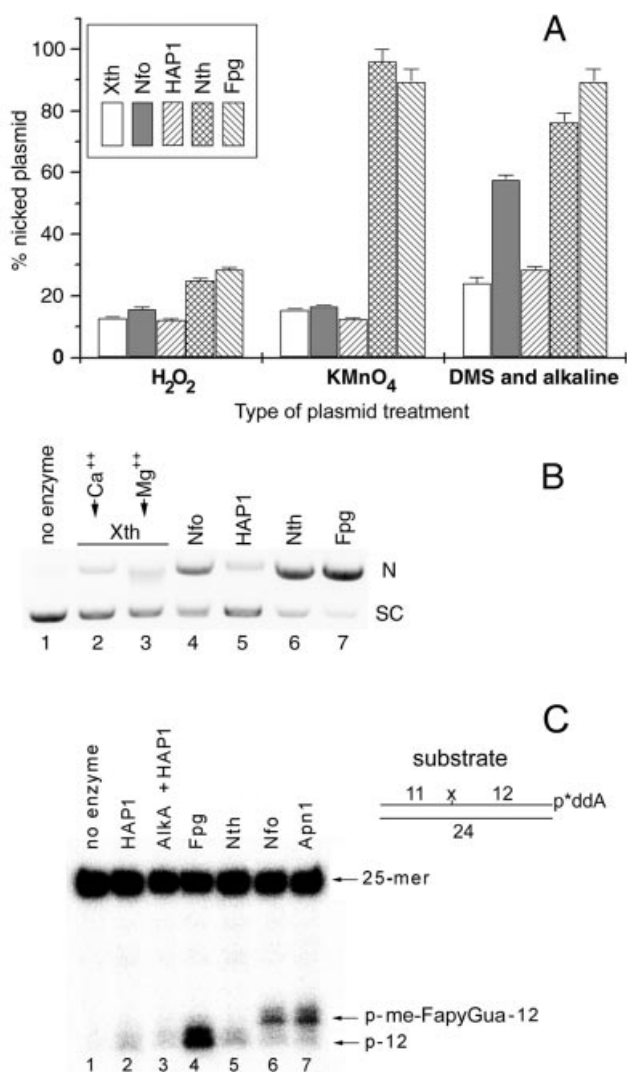 A
Xth
Nfo
HAP1
Nth
Fpg
% nicked plasmid
100
80
60
40
20
0
H2O2
KMnO4
DMS and alkaline
Type of plasmid treatment
B
no enzyme
Ca++
Mg++
Xth
Nfo
HAP1
Nth
Fpg
N
SC
1 2 3 4 5 6 7
C
no enzyme
HAP1
AlkA +HAP1
Fpg
Nth
Nfo
Apn1
substrate
11 x 12
p*ddA
24
25-mer
p-me-FapyGua-12
p-12
1 2 3 4 5 6 7